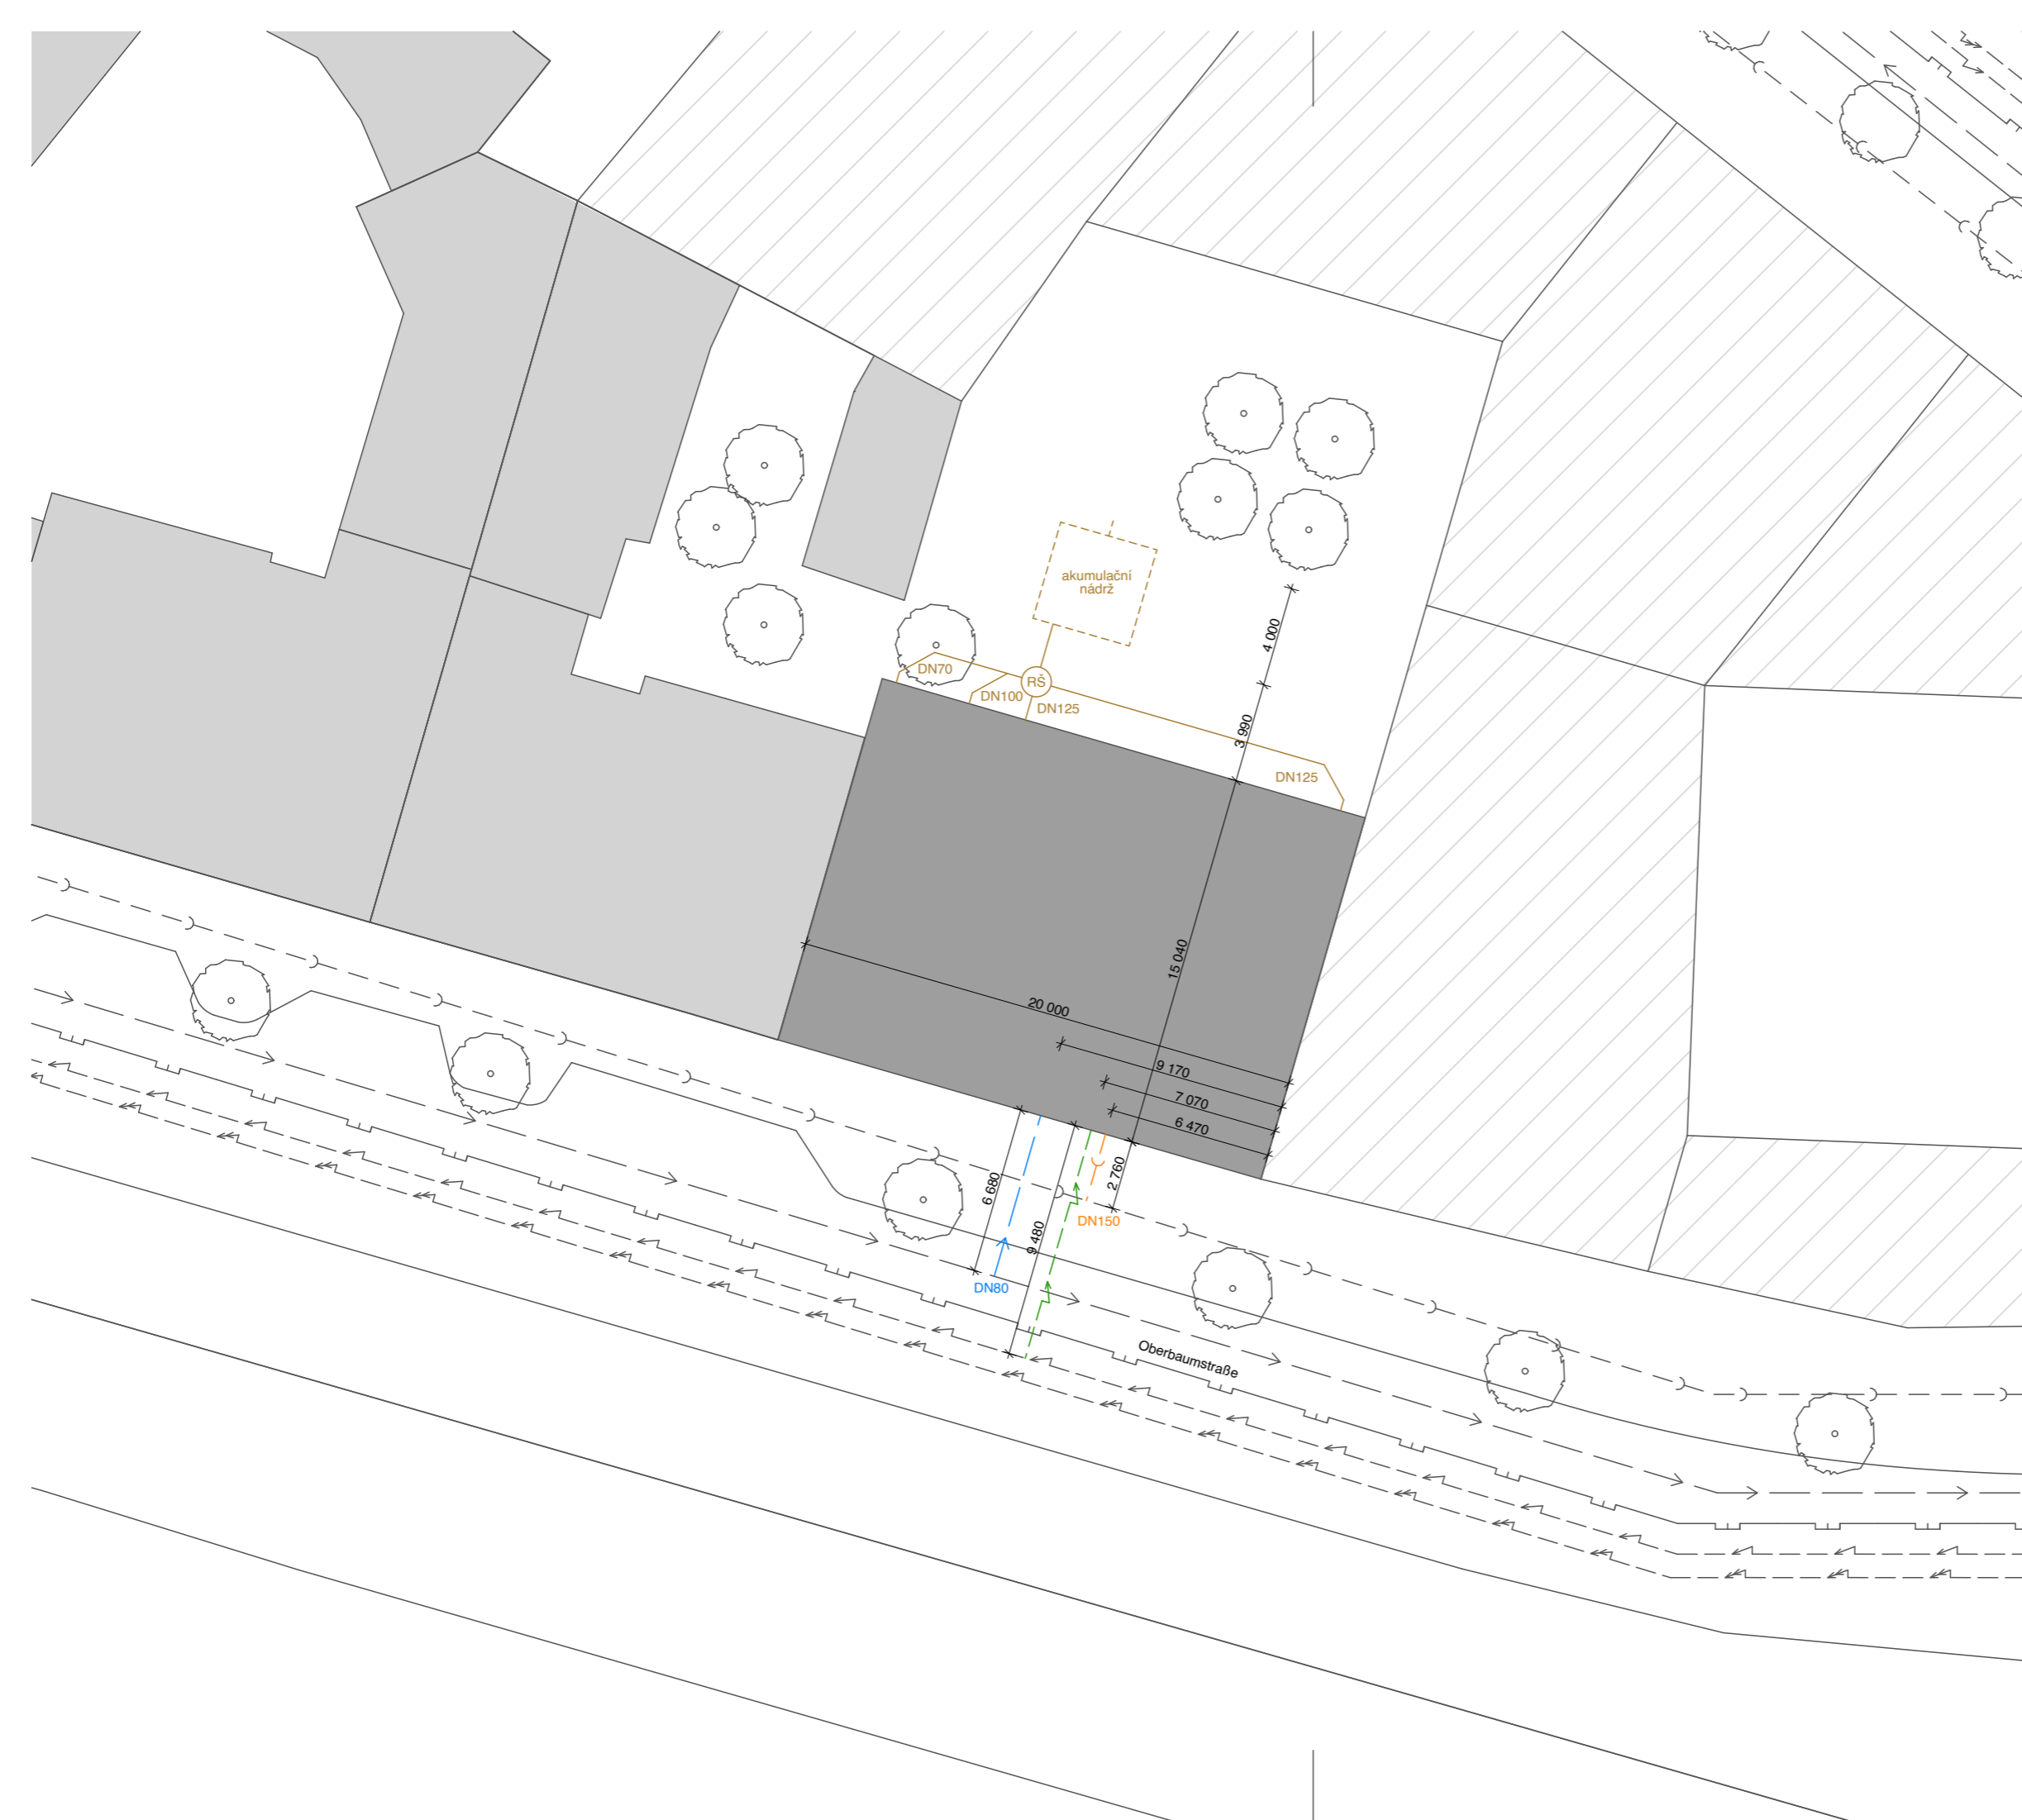 akumulační
nádrž
4 000
DN70
RŠ
DN100
DN125
3 990
DN125
15 040
20 000
9 170
7 070
6 470
2 760
6 680
DN150
9 480
DN80
Oberbaumstraße